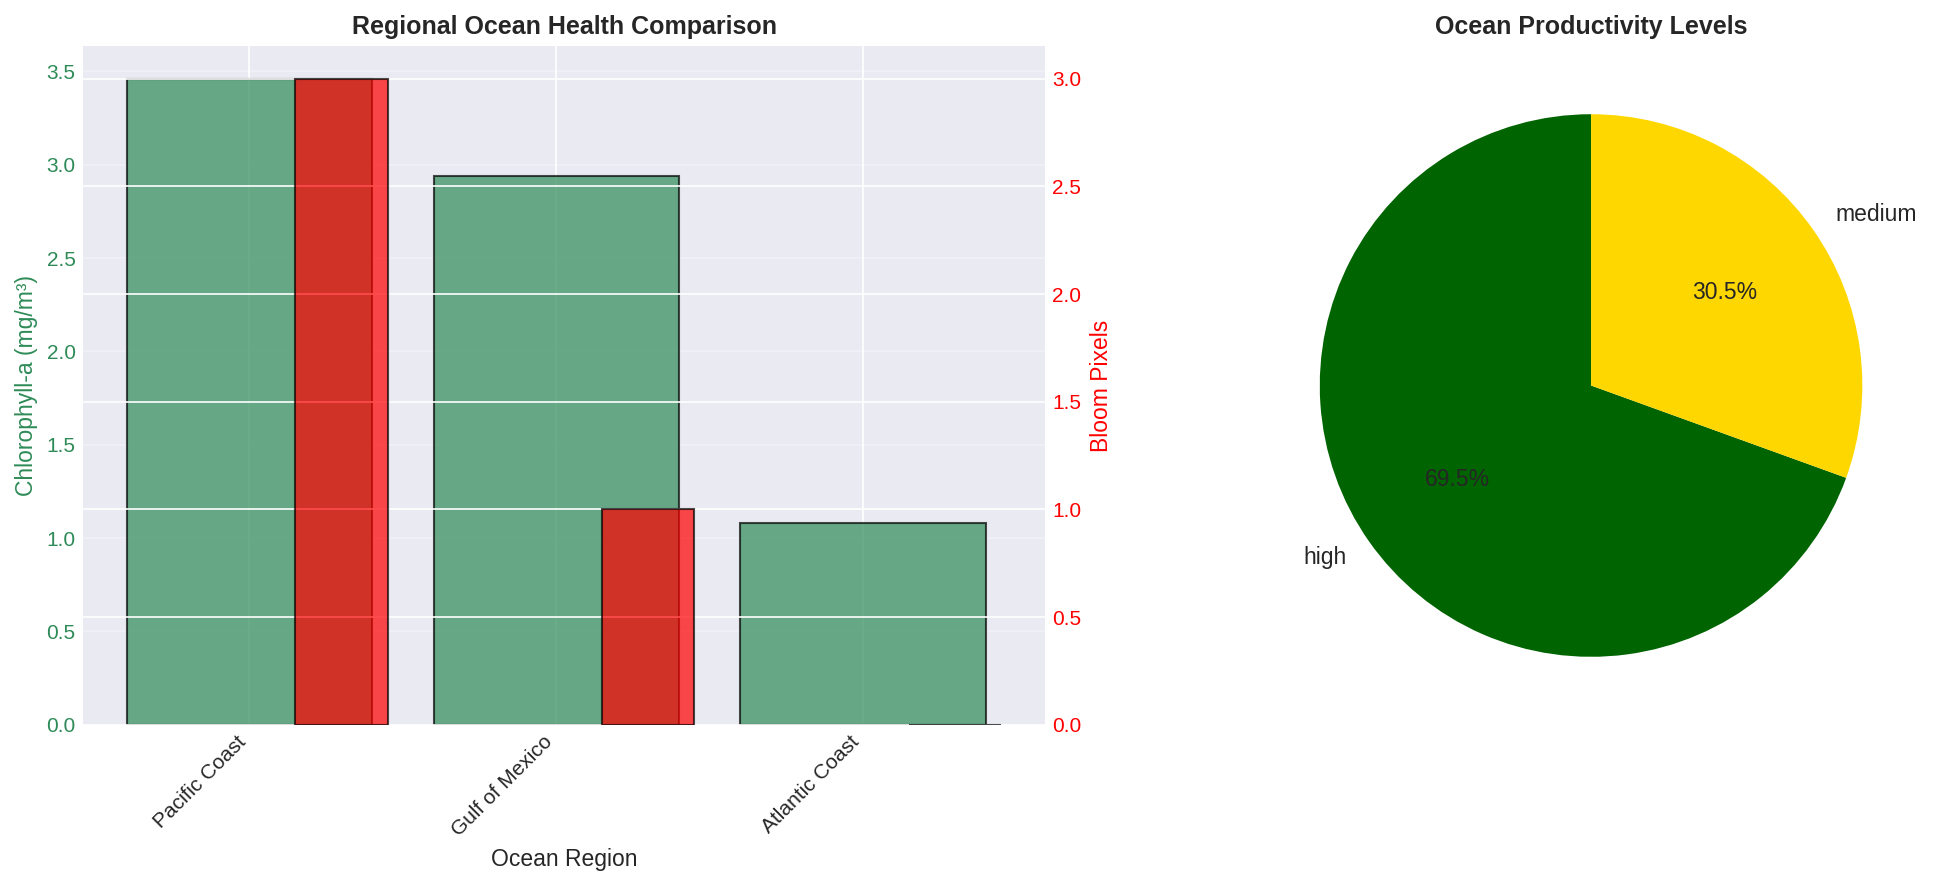 Regional Ocean Health Comparison
Chlorophyll-a (mg/m³)
3.5
3.0
2.5
2.0
1.5
1.0
0.5
0.0
3.0
2.5
2.0
1.5
1.0
0.5
0.0
Bloom Pixels
Pacific Coast
Gulf of Mexico
Atlantic Coast
Ocean Region
Ocean Productivity Levels
medium
30.5%
69.5%
high